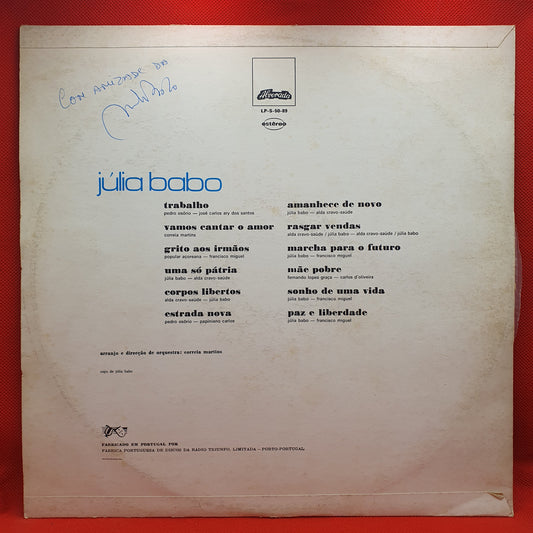 Com amizade da
Alvorada
LP-S-50-89
estéreo
júlia babo
trabalho
pedro osório — josé carlos ary dos santos
vamos cantar o amor
correia martins
grito aos irmãos
popular açoreana — francisco miguel
uma só pátria
júlia babo — alda cravo-saúde
corpos libertos
alda cravo-saúde — júlia babo
estrada nova
pedro osório — papiniano carlos
amanhece de novo
júlia babo — alda cravo-saúde
rasgar vendas
alda cravo-saúde / júlia babo — alda cravo-saúde / júlia babo
marcha para o futuro
júlia babo — francisco miguel
mãe pobre
fernando lopes graça — carlos d'oliveira
sonho de uma vida
júlia babo — francisco miguel
paz e liberdade
júlia babo — francisco miguel
arranjo e direcção de orquestra: correia martins
capa de júlia babo
FABRICADO EM PORTUGAL POR
FÁBRICA PORTUGUESA DE DISCOS DA RÁDIO TRIUNFO, LIMITADA — PORTO-PORTUGAL